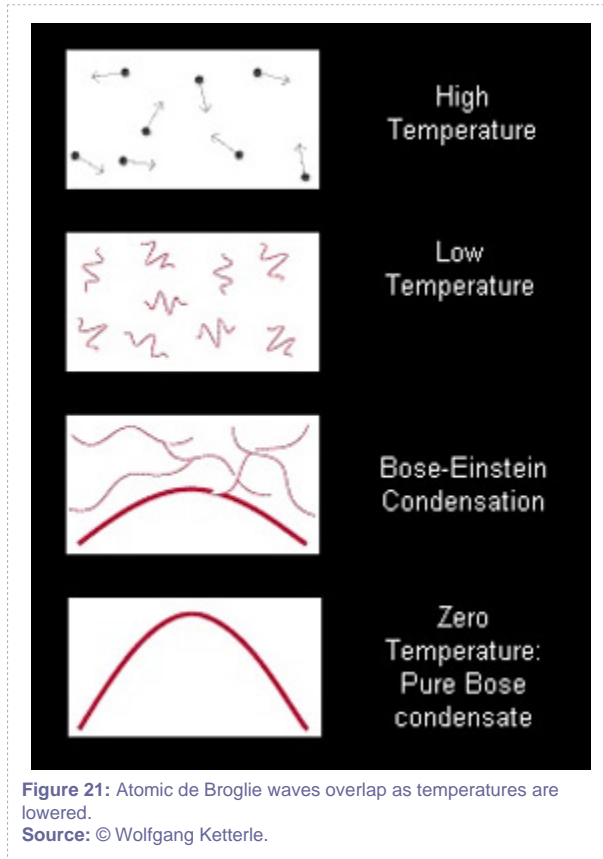 High
Temperature
Low
Temperature
Bose-Einstein
Condensation
Zero
Temperature:
Pure Bose
condensate
Figure 21: Atomic de Broglie waves overlap as temperatures are
lowered.
Source: © Wolfgang Ketterle.